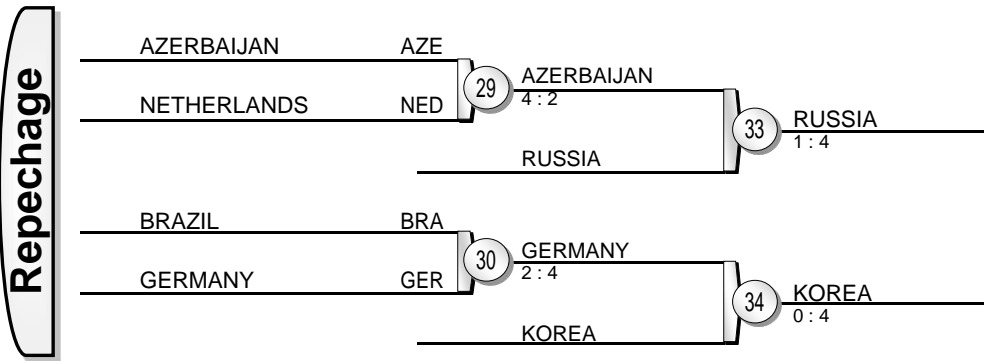 Repechage
AZERBAIJAN AZE
NETHERLANDS NED
29
AZERBAIJAN
4 : 2
RUSSIA
33
RUSSIA
1 : 4
BRAZIL BRA
GERMANY GER
30
GERMANY
2 : 4
KOREA
34
KOREA
0 : 4